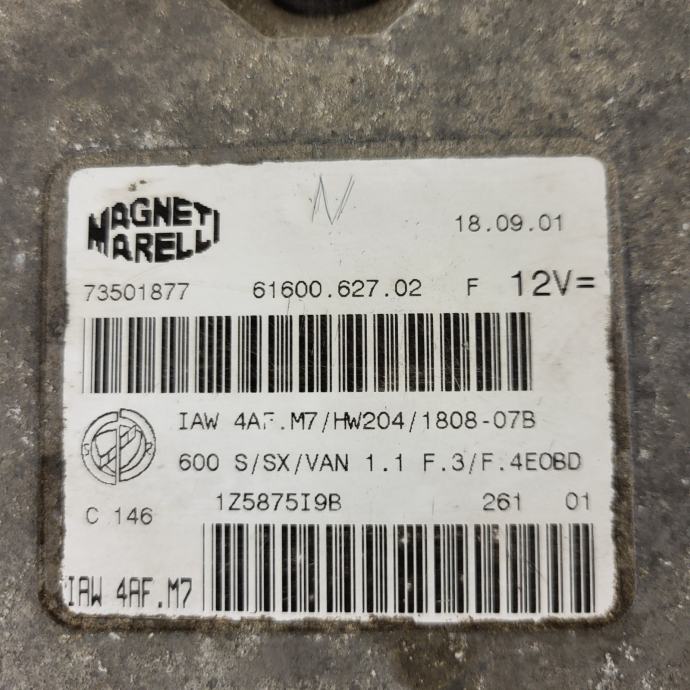 MAGNETI
MARELLI
N
18.09.01
73501877 61600.627.02 F 12V=
IAW 4AF.M7/HW204/1808-07B
600 S/SX/VAN 1.1 F.3/F.4EOBD
C 146
1Z5875I9B 261 01
IAW 4AF.M7